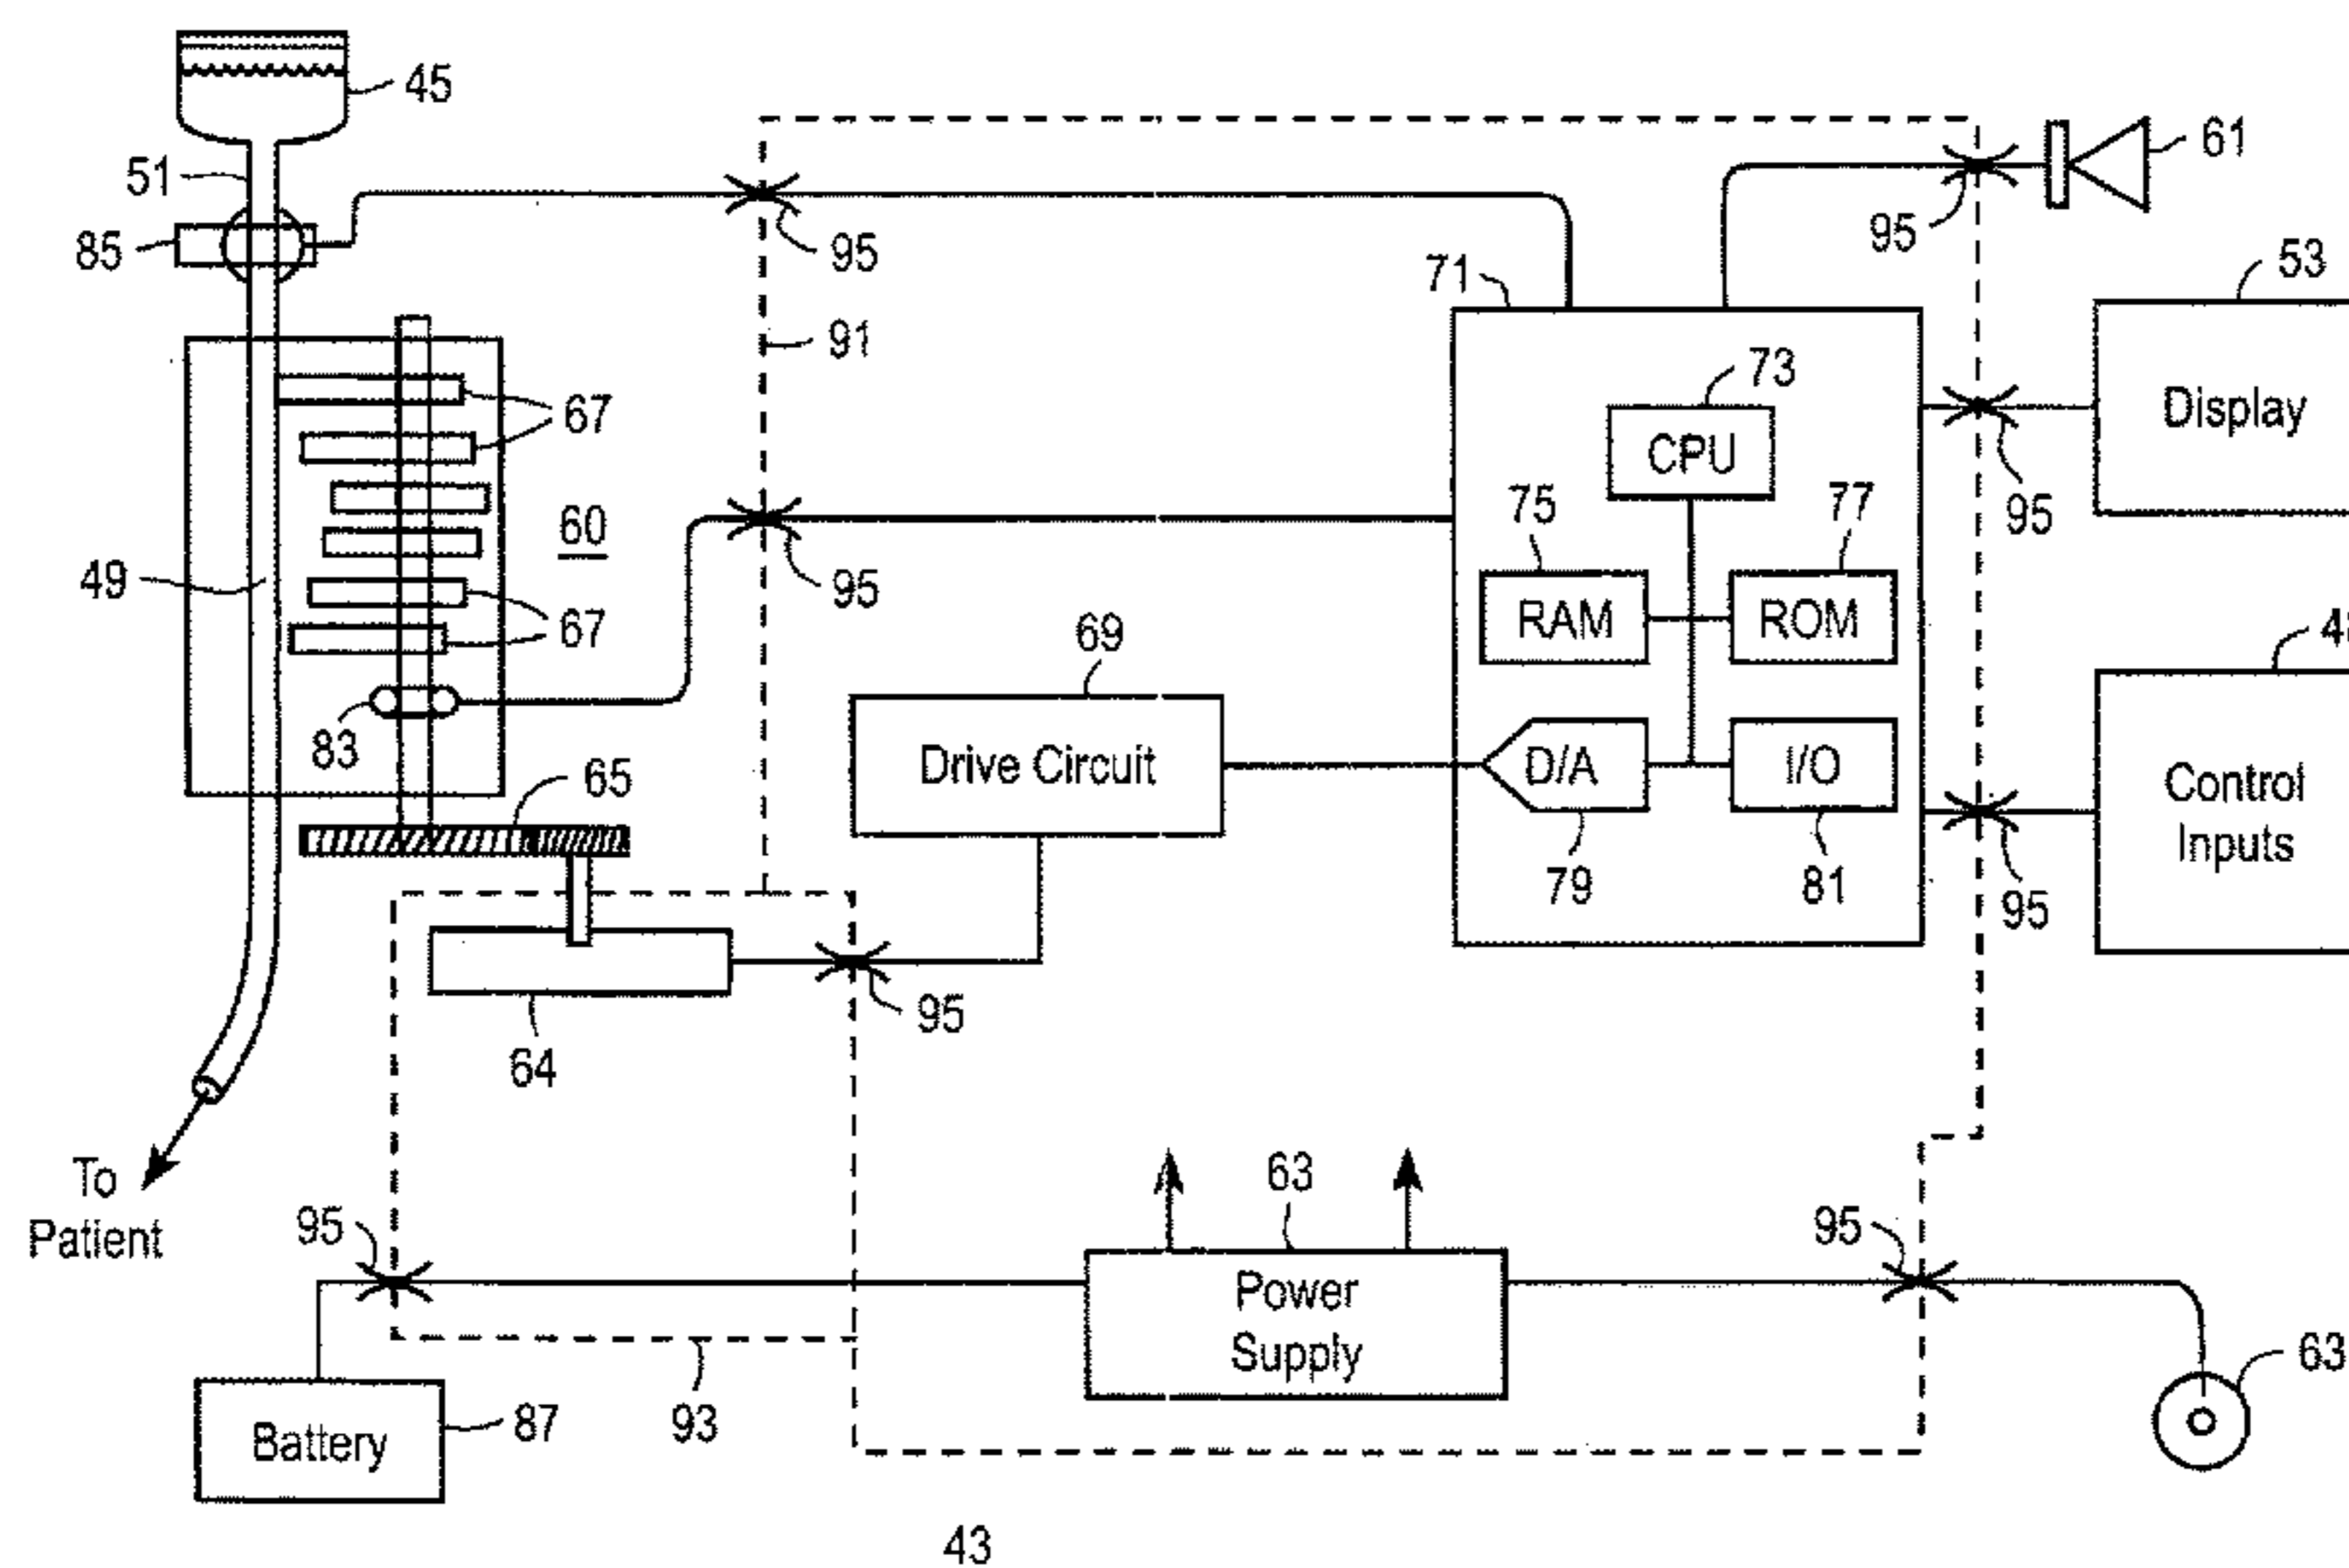 45
51
61
85
95
95
53
71
91
73
Display
67
CPU
75
77
95
60
49
95
RAM
ROM
67
69
83
Drive Circuit
D/A
I/O
Control
Inputs
65
79
81
95
95
64
To
Patient
95
63
95
Power
Supply
63
Battery
87
93
43